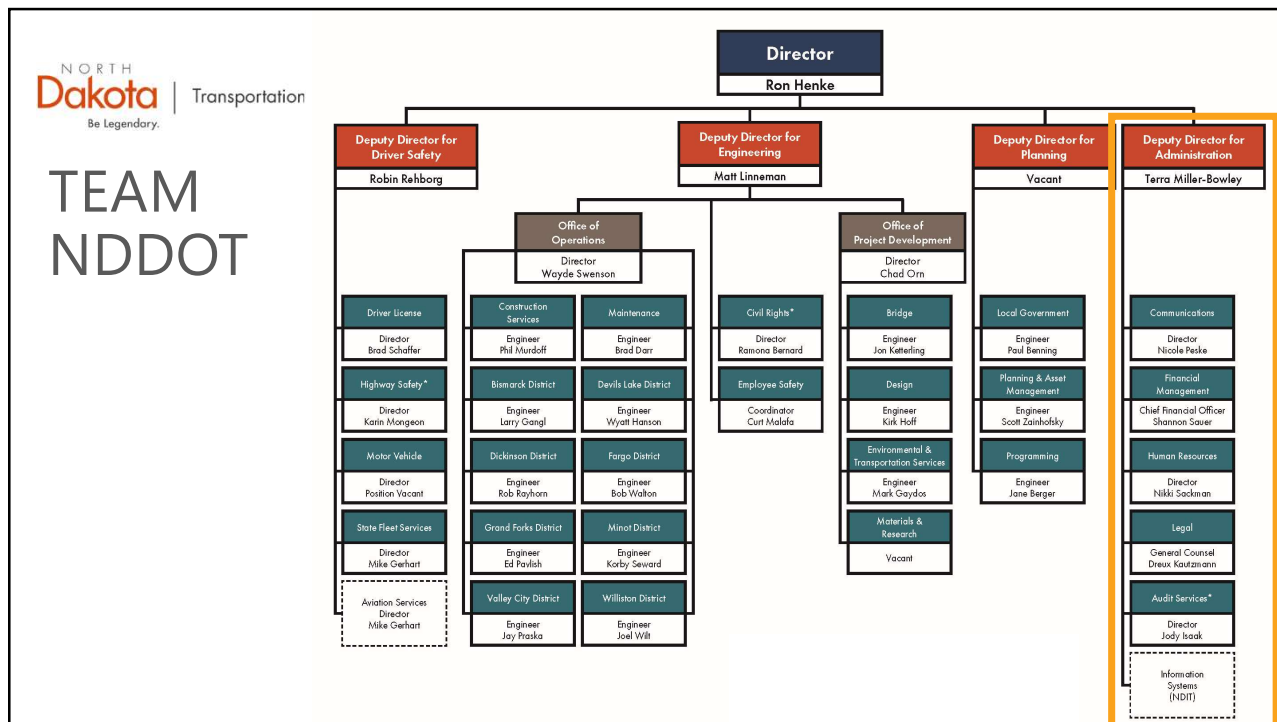 NORTH
Dakota
Be Legendary.
Transportation
TEAM
NDDOT
Director
Ron Henke
Deputy Director for
Driver Safety
Robin Rehborg
Deputy Director for
Engineering
Matt Linneman
Deputy Director for
Planning
Vacant
Deputy Director for
Administration
Terra Miller-Bowley
Office of
Operations
Director
Wayde Swenson
Office of
Project Development
Director
Chad Orn
Driver License
Director
Brad Schaffer
Highway Safety*
Director
Karin Mongeon
Motor Vehicle
Director
Position Vacant
State Fleet Services
Director
Mike Gerhart
Aviation Services
Director
Mike Gerhart
Construction
Services
Engineer
Phil Murdoff
Bismarck District
Engineer
Larry Gangl
Dickinson District
Engineer
Rob Rayhorn
Grand Forks District
Engineer
Ed Pavlish
Valley City District
Engineer
Jay Praska
Maintenance
Engineer
Brad Darr
Devils Lake District
Engineer
Wyatt Hanson
Fargo District
Engineer
Bob Walton
Minot District
Engineer
Korby Seward
Williston District
Engineer
Joel Wilt
Civil Rights*
Director
Ramona Bernard
Employee Safety
Coordinator
Curt Malafa
Bridge
Engineer
Jon Ketterling
Design
Engineer
Kirk Hoff
Environmental &
Transportation Services
Engineer
Mark Gaydos
Materials &
Research
Vacant
Local Government
Engineer
Paul Benning
Planning & Asset
Management
Engineer
Scott Zainhofsky
Programming
Engineer
Jane Berger
Communications
Director
Nicole Peske
Financial
Management
Chief Financial Officer
Shannon Sauer
Human Resources
Director
Nikki Sackman
Legal
General Counsel
Dreux Kautzmann
Audit Services*
Director
Jody Isaak
Information
Systems
(NDIT)